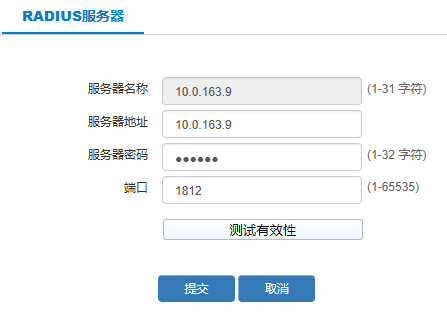 RADIUS服务器
服务器名称 10.0.163.9 (1-31 字符)
服务器地址 10.0.163.9
服务器密码 ●●●●●● (1-32 字符)
端口 1812 (1-65535)
测试有效性
提交 取消